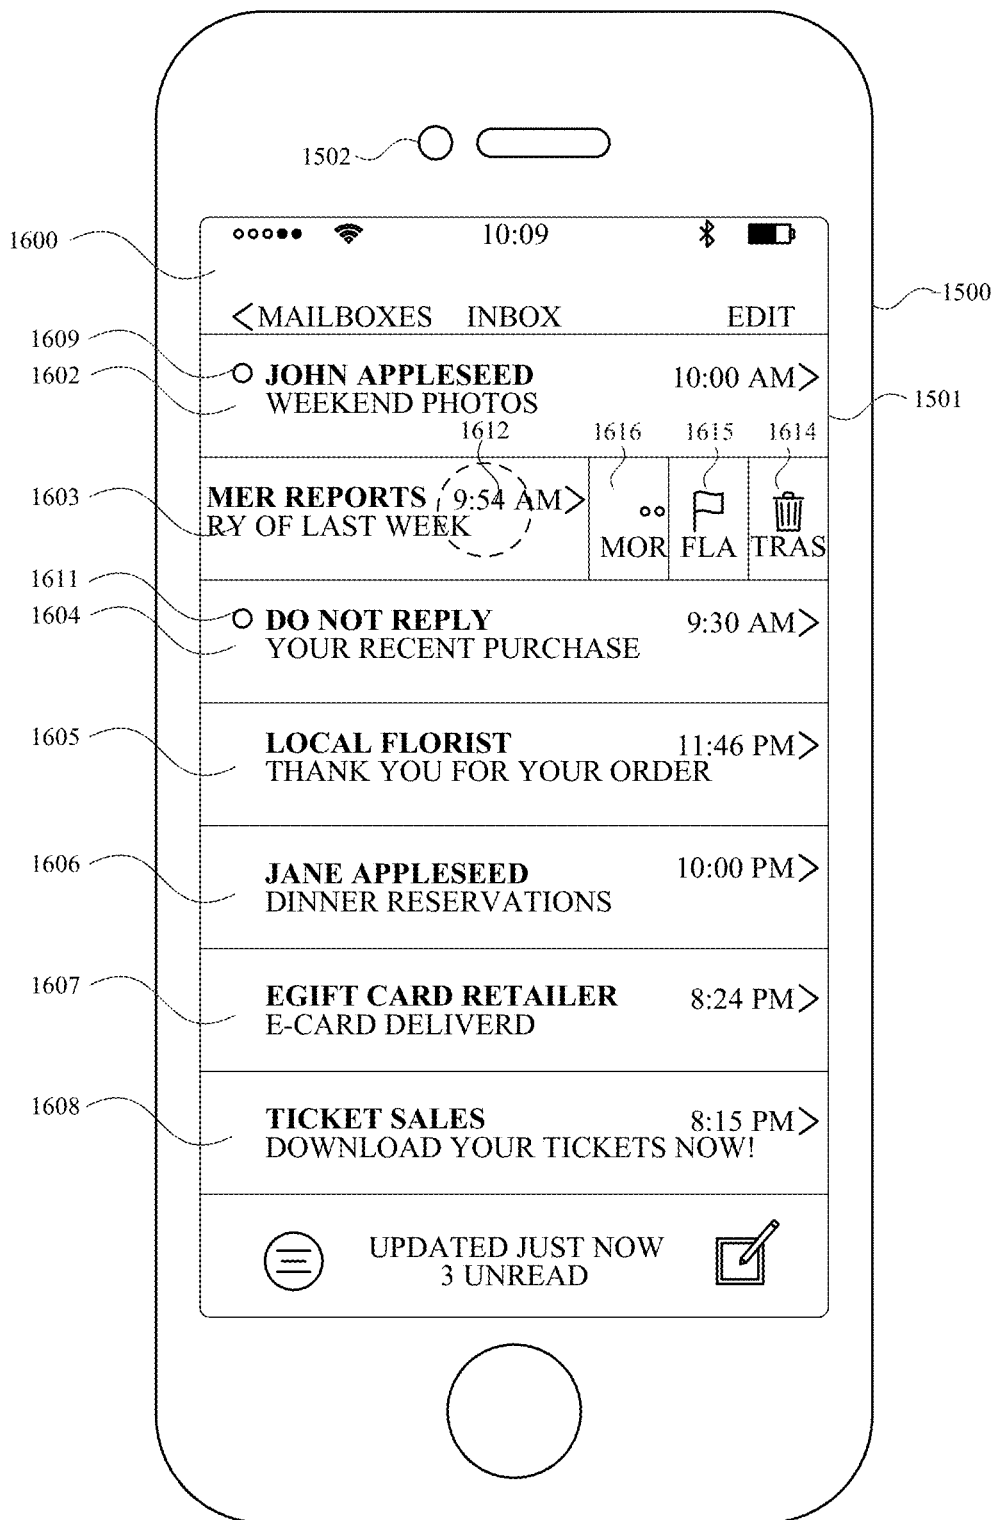 1502
1600
10:09
1500
MAILBOXES INBOX EDIT
1609
JOHN APPLESEED 10:00 AM
1602
WEEKEND PHOTOS
1501
1612 1616 1615 1614
1603
MER REPORTS 9:54 AM
RY OF LAST WEEK
MOR FLA TRAS
1611
1604
DO NOT REPLY 9:30 AM
YOUR RECENT PURCHASE
1605
LOCAL FLORIST 11:46 PM
THANK YOU FOR YOUR ORDER
1606
JANE APPLESEED 10:00 PM
DINNER RESERVATIONS
1607
EGIFT CARD RETAILER 8:24 PM
E-CARD DELIVERD
1608
TICKET SALES 8:15 PM
DOWNLOAD YOUR TICKETS NOW!
UPDATED JUST NOW
3 UNREAD